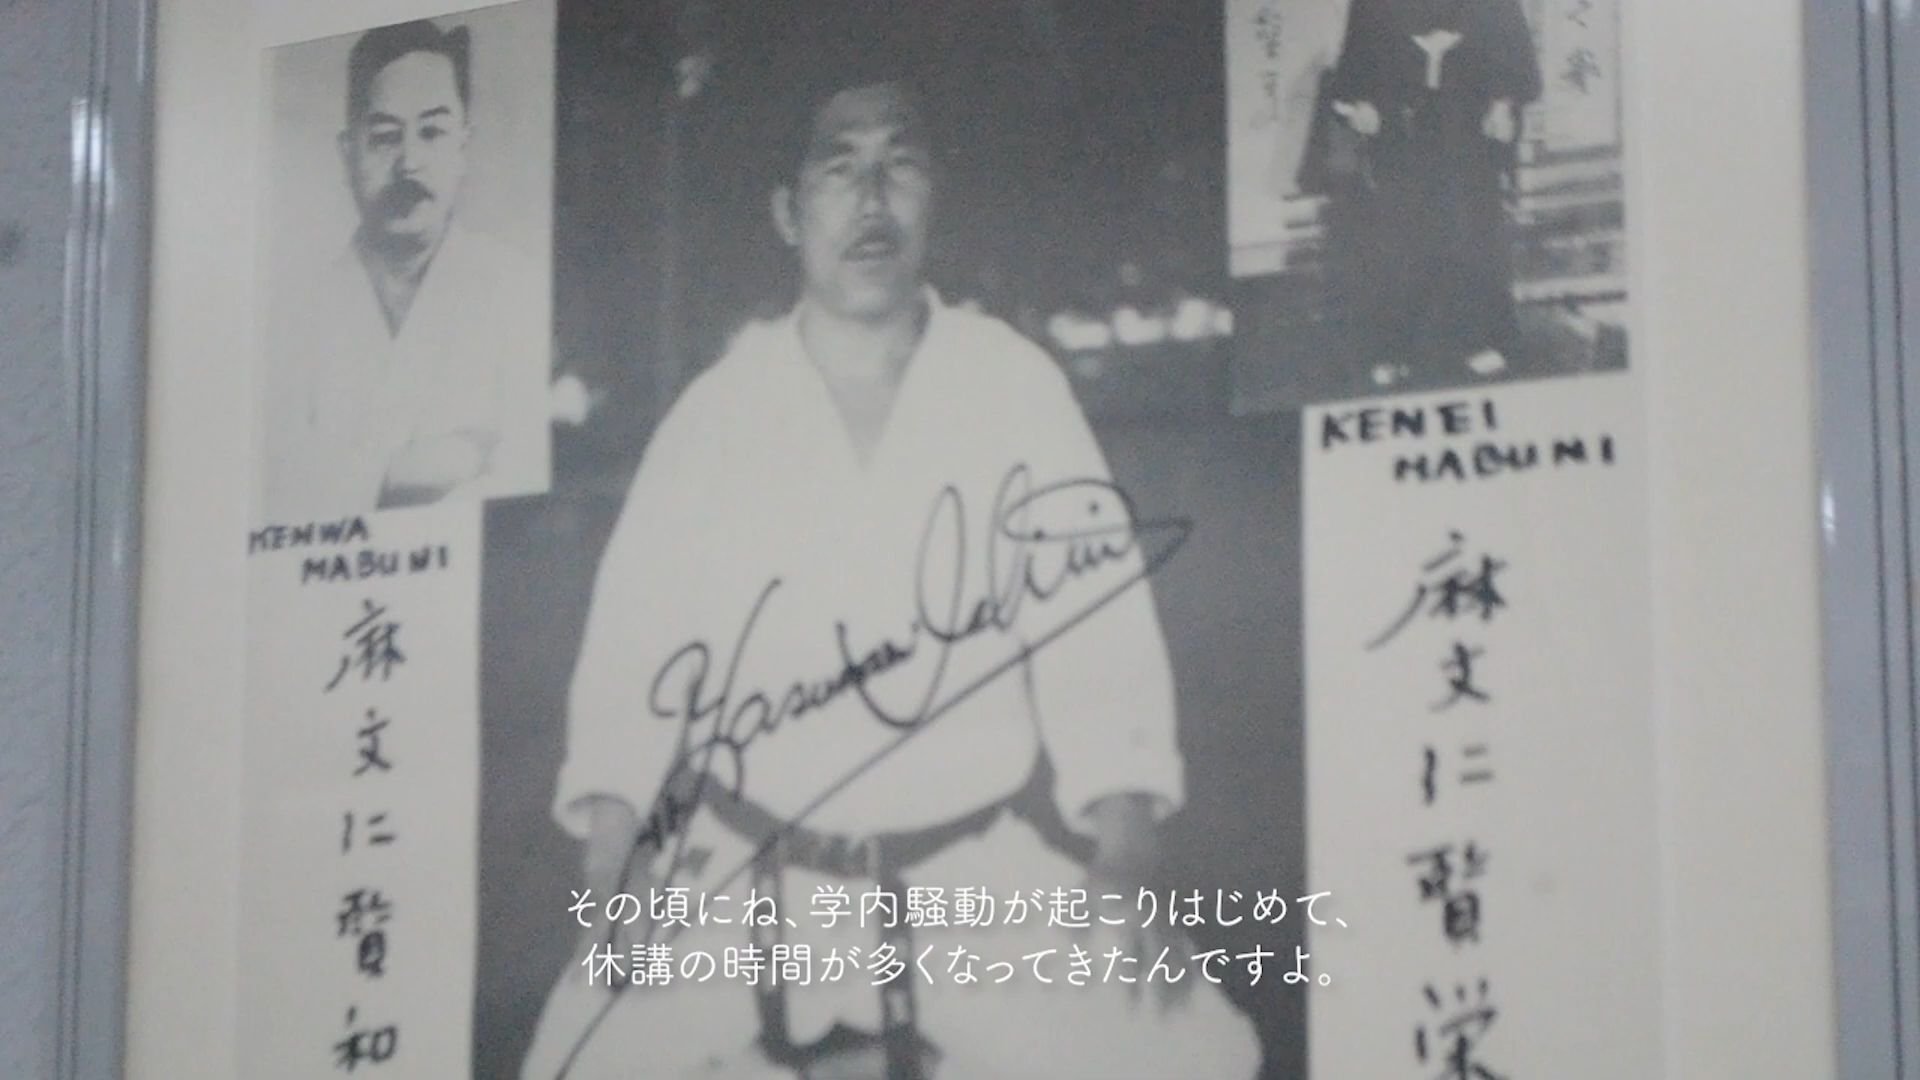 KENWA
MABUNI
麻文仁賢和
KENEI
MABUNI
麻文仁賢栄
その頃にね、学内騒動が起こりはじめて、
休講の時間が多くなってきたんですよ。